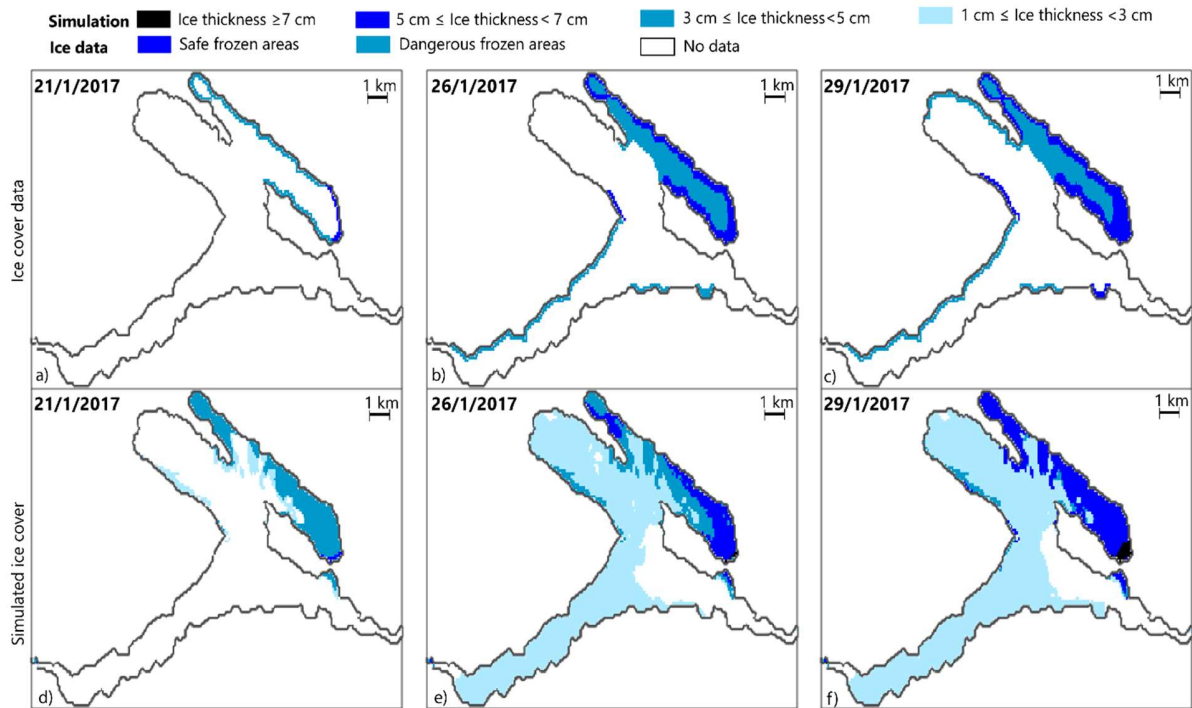 Simulation Ice thickness ≥7 cm 5 cm ≤ Ice thickness< 7 cm 3 cm ≤ Ice thickness<5 cm 1 cm ≤ Ice thickness <3 cm
Ice data Safe frozen areas Dangerous frozen areas No data
Ice cover data
21/1/2017 1 km
a)
26/1/2017 1 km
b)
29/1/2017 1 km
c)
Simulated ice cover
21/1/2017 1 km
d)
26/1/2017 1 km
e)
29/1/2017 1 km
f)